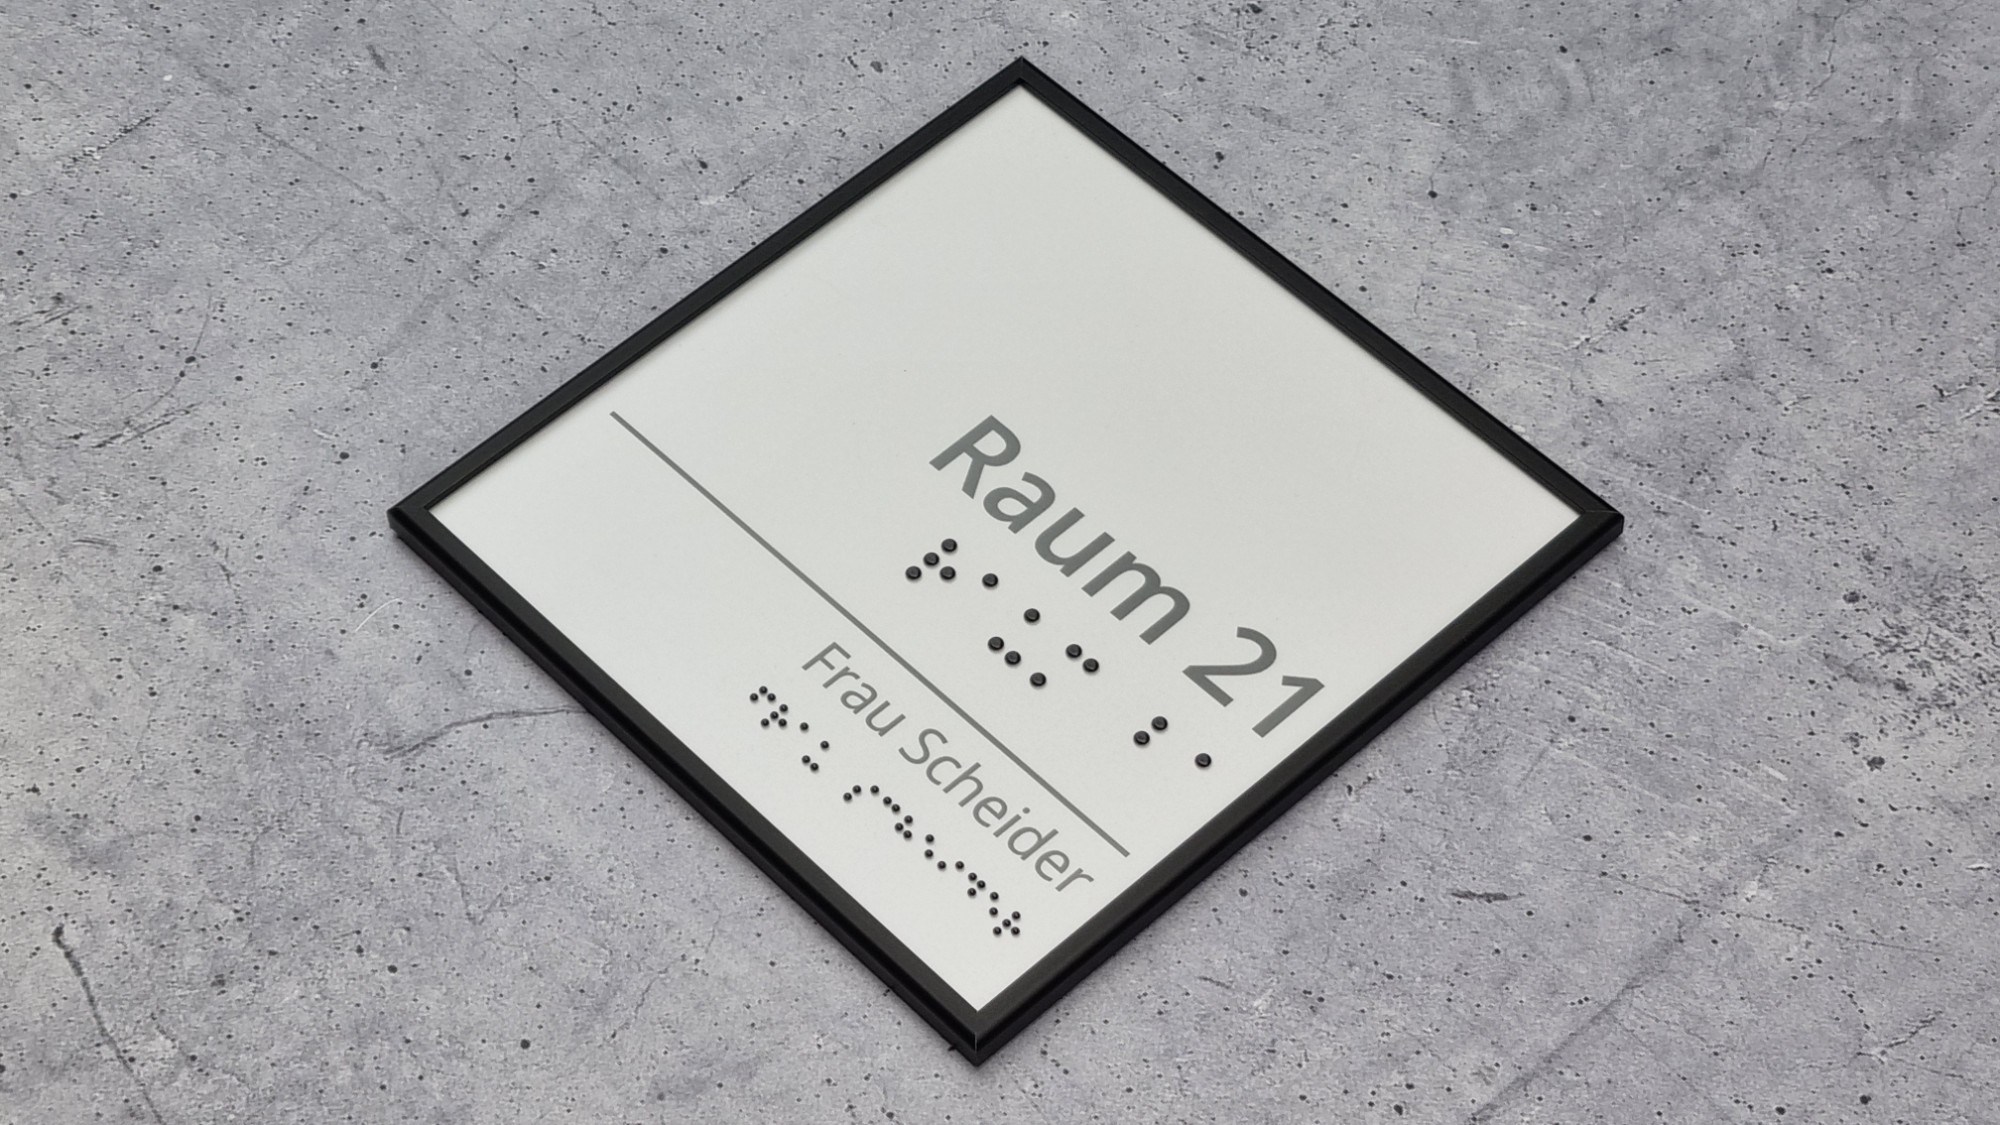 Raum 21
⠗⠁⠥⠍ ⠃⠁
Frau Scheider